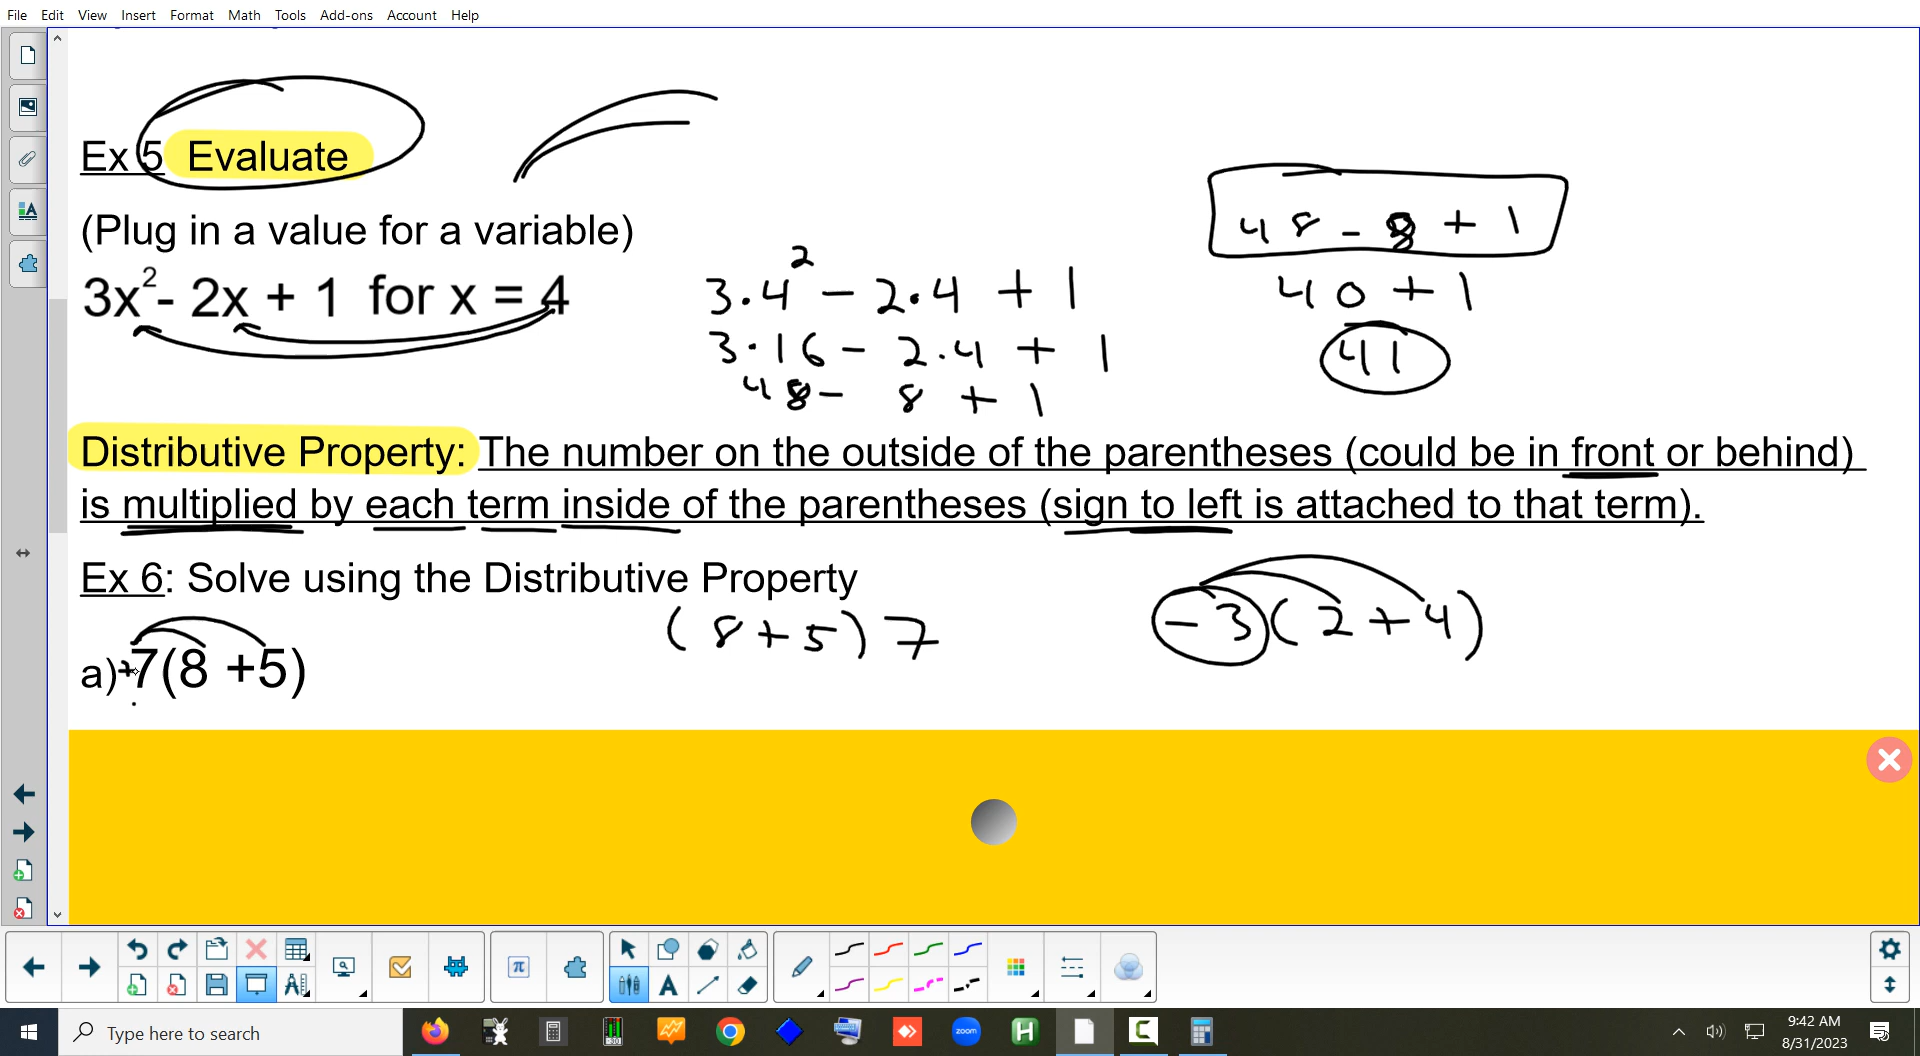 File Edit View Insert Format Math Tools Add-ons Account Help
Ex 5 Evaluate
(Plug in a value for a variable)
3x² - 2x + 1 for x = 4
3·4² - 2·4 + 1
3·16 - 2·4 + 1
48 - 8 + 1
48 - 8 + 1
40 + 1
41
Distributive Property: The number on the outside of the parentheses (could be in front or behind)
is multiplied by each term inside of the parentheses (sign to left is attached to that term).
Ex 6: Solve using the Distributive Property
(8 + 5) 7
-3(2 + 4)
a) +7(8 +5)
A
π
A
Type here to search
zoom
H
C
9:42 AM
8/31/2023